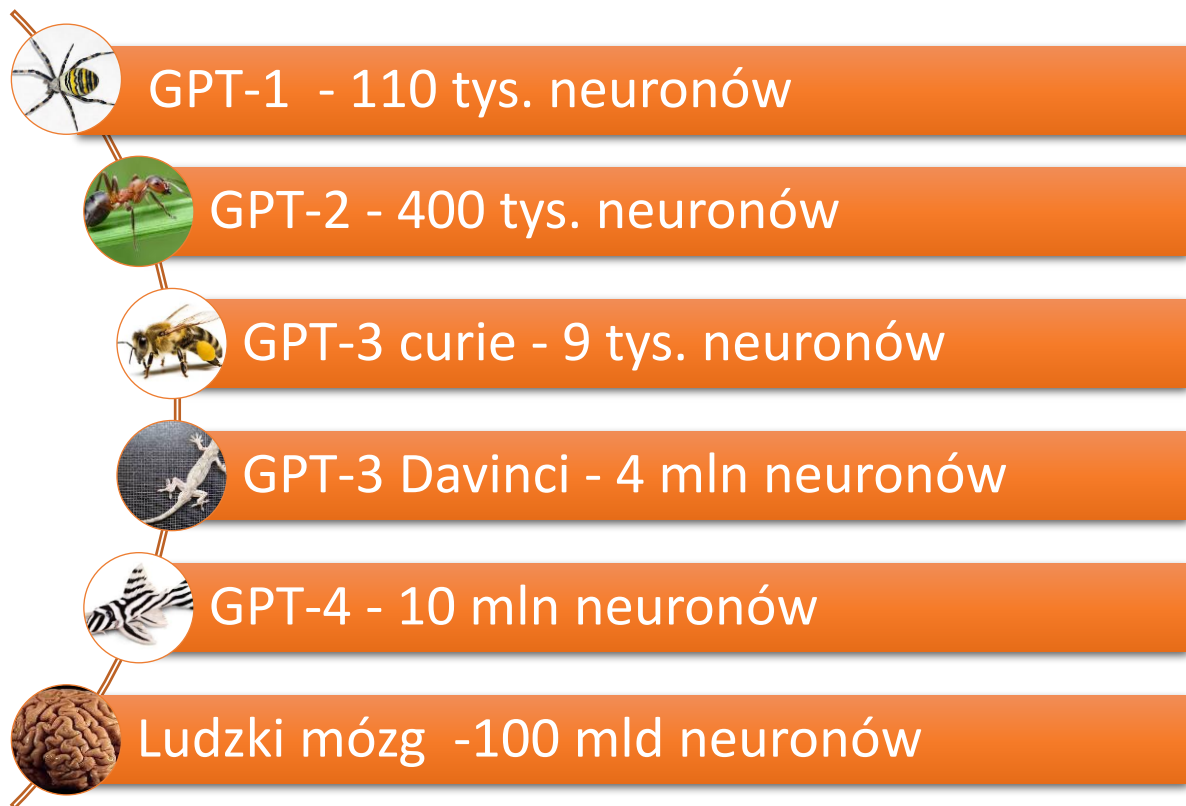 GPT-1  - 110 tys. neuronów
GPT-2 - 400 tys. neuronów
GPT-3 curie - 9 tys. neuronów
GPT-3 Davinci - 4 mln neuronów
GPT-4 - 10 mln neuronów
Ludzki mózg  -100 mld neuronów